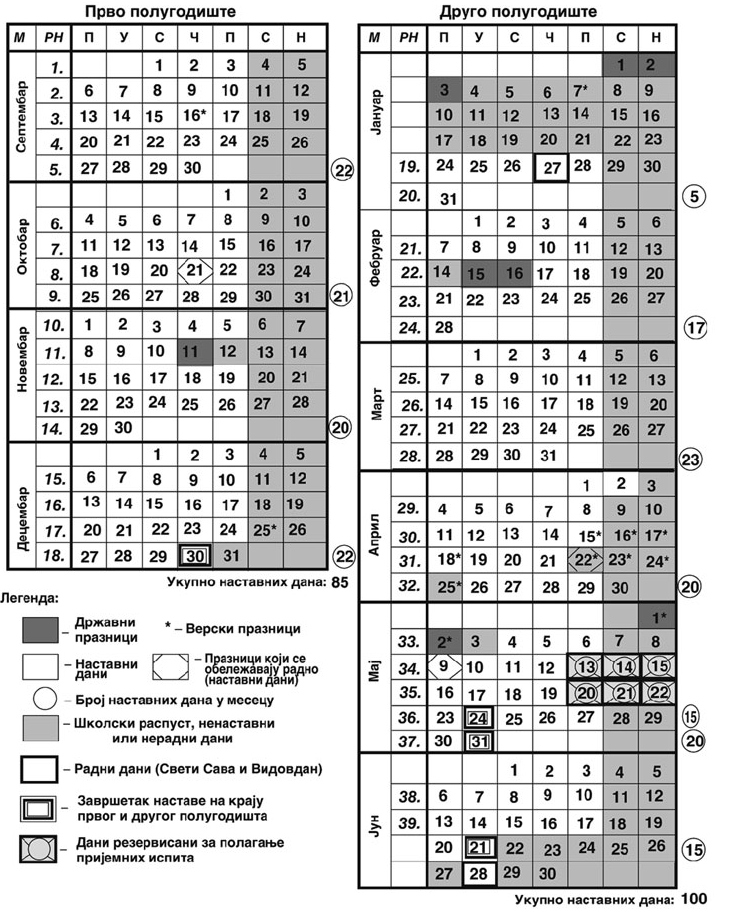 Прво полугодиште
М РН П У С Ч П С Н
Септембар
1. 1 2 3 4 5
2. 6 7 8 9 10 11 12
3. 13 14 15 16* 17 18 19
4. 20 21 22 23 24 25 26
5. 27 28 29 30 22
Октобар
1 2 3
6. 4 5 6 7 8 9 10
7. 11 12 13 14 15 16 17
8. 18 19 20 21 22 23 24
9. 25 26 27 28 29 30 31 21
Новембар
10. 1 2 3 4 5 6 7
11. 8 9 10 11 12 13 14
12. 15 16 17 18 19 20 21
13. 22 23 24 25 26 27 28
14. 29 30 20
Децембар
1 2 3 4 5
15. 6 7 8 9 10 11 12
16. 13 14 15 16 17 18 19
17. 20 21 22 23 24 25* 26
18. 27 28 29 30 31 22
Укупно наставних дана: 85
Легенда:
– Државни празници
* – Верски празници
– Наставни дани
– Празници који се обележавају радно (наставни дани)
– Број наставних дана у месецу
– Школски распуст, ненаставни или нерадни дани
– Радни дани (Свети Сава и Видовдан)
– Завршетак наставе на крају првог и другог полугодишта
– Дани резервисани за полагање пријемних испита
Друго полугодиште
М РН П У С Ч П С Н
Јануар
1 2
3 4 5 6 7* 8 9
10 11 12 13 14 15 16
17 18 19 20 21 22 23
19. 24 25 26 27 28 29 30
20. 31 5
Фебруар
1 2 3 4 5 6
21. 7 8 9 10 11 12 13
22. 14 15 16 17 18 19 20
23. 21 22 23 24 25 26 27
24. 28 17
Март
1 2 3 4 5 6
25. 7 8 9 10 11 12 13
26. 14 15 16 17 18 19 20
27. 21 22 23 24 25 26 27
28. 28 29 30 31 23
Април
1 2 3
29. 4 5 6 7 8 9 10
30. 11 12 13 14 15* 16* 17*
31. 18* 19 20 21 22* 23* 24*
32. 25* 26 27 28 29 30 20
Мај
1*
33. 2* 3 4 5 6 7 8
34. 9 10 11 12 13 14 15
35. 16 17 18 19 20 21 22
36. 23 24 25 26 27 28 29 15
37. 30 31 20
Јун
1 2 3 4 5
38. 6 7 8 9 10 11 12
39. 13 14 15 16 17 18 19
20 21 22 23 24 25 26 15
27 28 29 30
Укупно наставних дана: 100